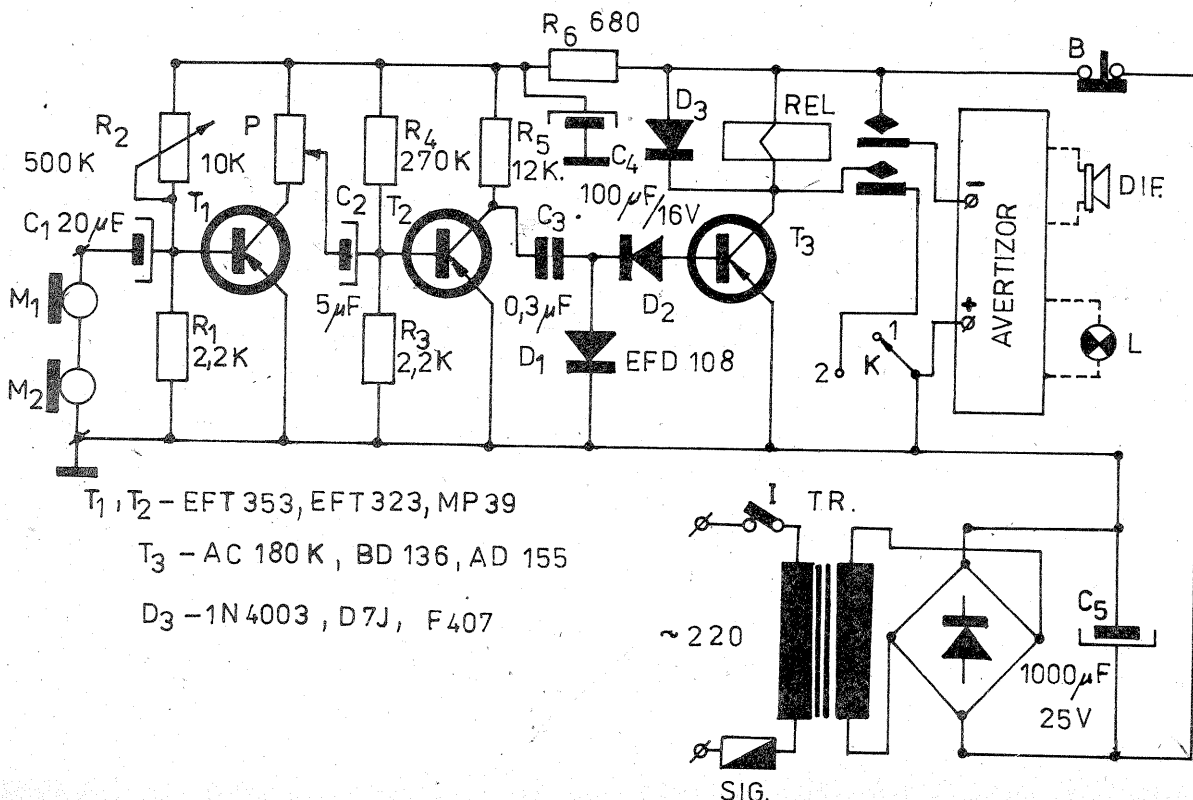 R6 680
B
R2
500K
10K
P
R4
270K
R5
12K.
C4
100µF/16V
D3
REL
C1 20µF
T1
C2
5µF
T2
C3
0,3µF
D2
T3
M1
M2
R1
2,2K
R3
2,2K
D1
EFD 108
2
1
K
-
+
AVERTIZOR
DIF.
L
T1, T2 – EFT 353, EFT 323, MP 39
T3 – AC 180 K, BD 136, AD 155
D3 – 1N 4003, D7J, F407
I
T.R.
~ 220
SIG.
C5
1000µF
25V